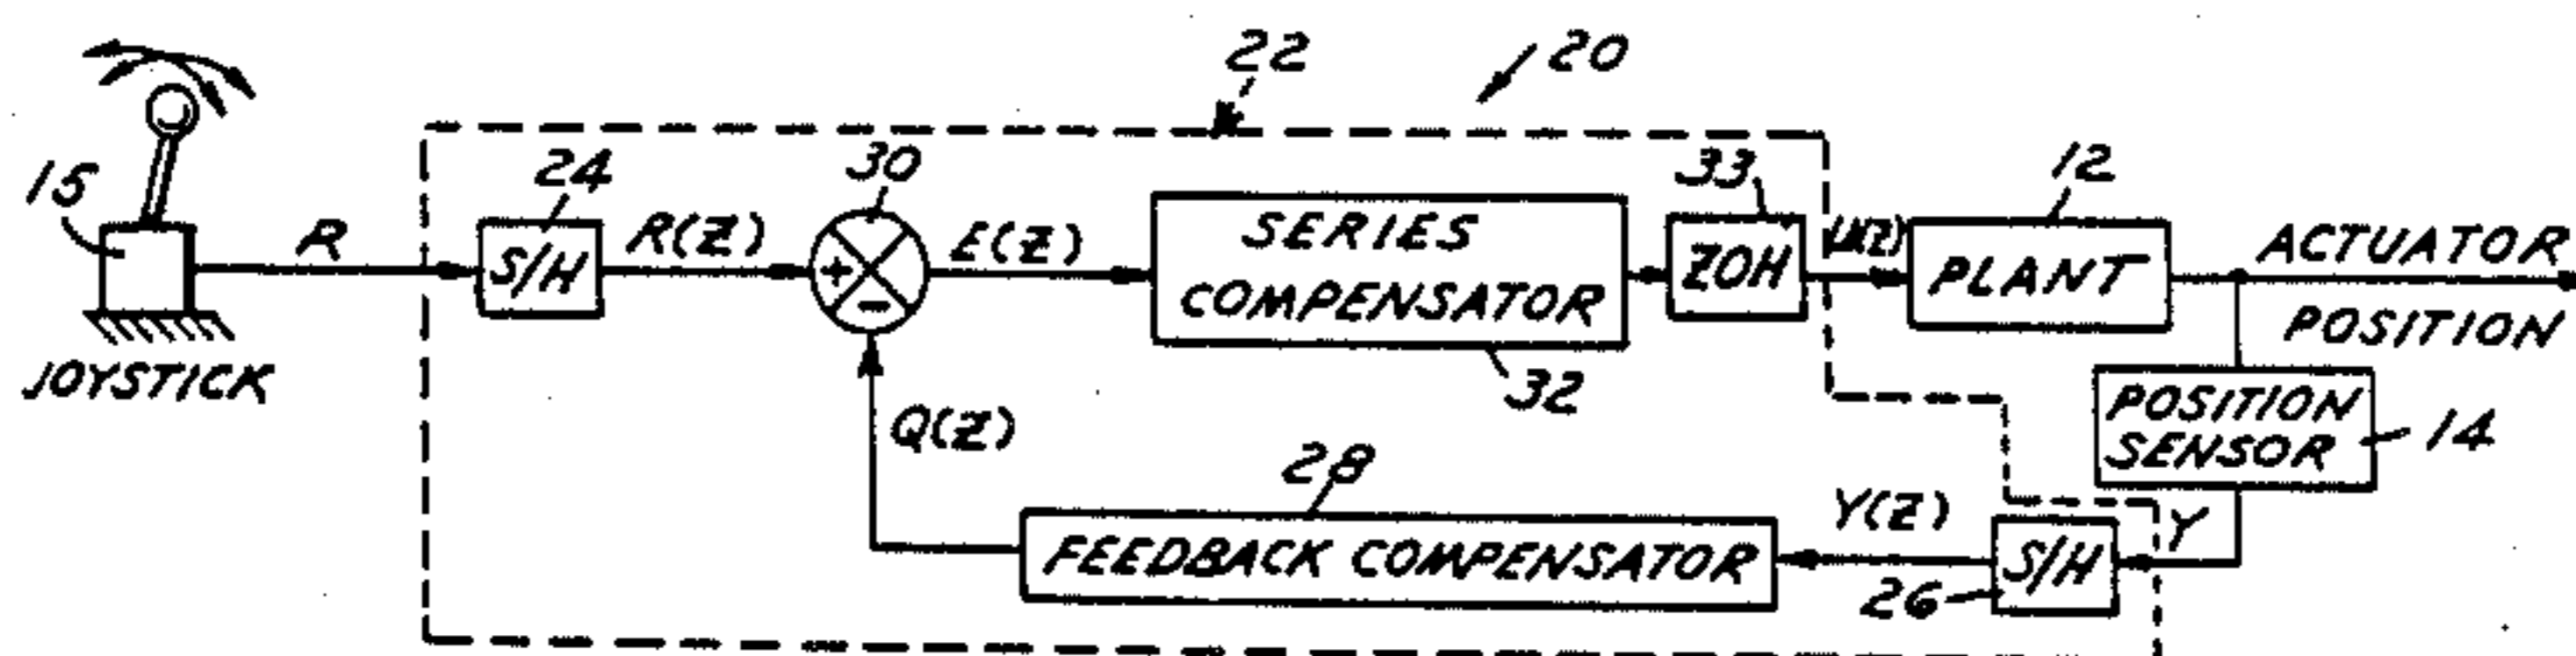 22
20
15
24
30
33
12
R
S/H
R(Z)
+
-
E(Z)
SERIES
COMPENSATOR
ZOH
U(Z)
PLANT
ACTUATOR
POSITION
JOYSTICK
32
Q(Z)
POSITION
SENSOR
14
28
Y(Z)
Y
FEEDBACK COMPENSATOR
S/H
26